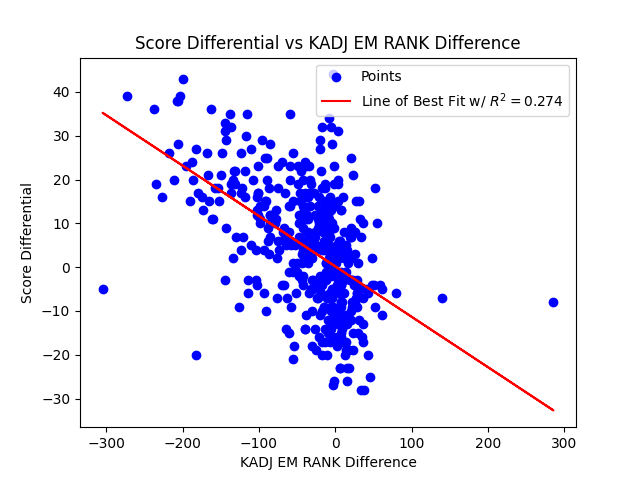 Score Differential vs KADJ EM RANK Difference
Points
Line of Best Fit w/ R² = 0.274
Score Differential
40
30
20
10
0
−10
−20
−30
−300 −200 −100 0 100 200 300
KADJ EM RANK Difference